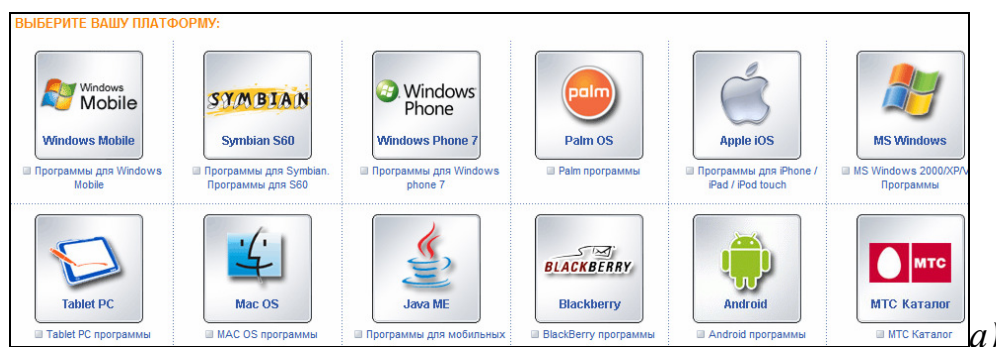 ВЫБЕРИТЕ ВАШУ ПЛАТФОРМУ:
Windows Mobile
SYMBIAN
Windows Phone
palm
Windows Mobile
Symbian S60
Windows Phone 7
Palm OS
Apple iOS
MS Windows
Программы для Windows Mobile
Программы для Symbian. Программы для S60
Программы для Windows phone 7
Palm программы
Программы для iPhone / iPad / iPod touch
MS Windows 2000/XP/V Программы
BLACKBERRY
МТС
Tablet PC
Mac OS
Java ME
Blackberry
Android
МТС Каталог
Tablet PC программы
MAC OS программы
Программы для мобильных
BlackBerry программы
Android программы
МТС Каталог
а)